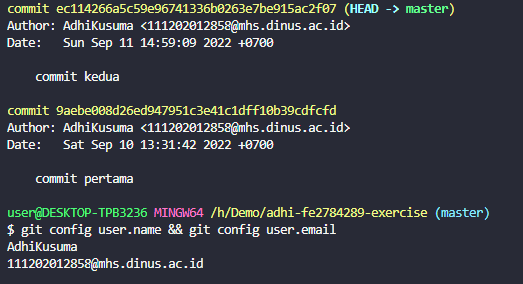 commit ec114266a5c59e96741336b0263e7be915ac2f07 (HEAD -> master)
Author: AdhiKusuma <111202012858@mhs.dinus.ac.id>
Date:   Sun Sep 11 14:59:09 2022 +0700
commit kedua
commit 9aebe008d26ed947951c3e41c1dff10b39cdfcfd
Author: AdhiKusuma <111202012858@mhs.dinus.ac.id>
Date:   Sat Sep 10 13:31:42 2022 +0700
commit pertama
user@DESKTOP-TPB3236 MINGW64 /h/Demo/adhi-fe2784289-exercise (master)
$ git config user.name && git config user.email
AdhiKusuma
111202012858@mhs.dinus.ac.id